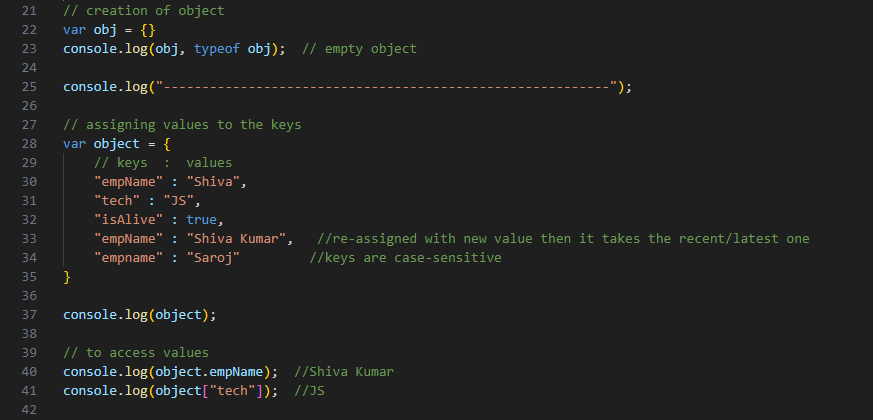 21 // creation of object
22 var obj = {}
23 console.log(obj, typeof obj);  // empty object
24
25 console.log("----------------------------------------------------------");
26
27 // assigning values to the keys
28 var object = {
29     // keys  :  values
30     "empName" : "Shiva",
31     "tech" : "JS",
32     "isAlive" : true,
33     "empName" : "Shiva Kumar",   //re-assigned with new value then it takes the recent/latest one
34     "empname" : "Saroj"         //keys are case-sensitive
35 }
36
37 console.log(object);
38
39 // to access values
40 console.log(object.empName);  //Shiva Kumar
41 console.log(object["tech"]);  //JS
42